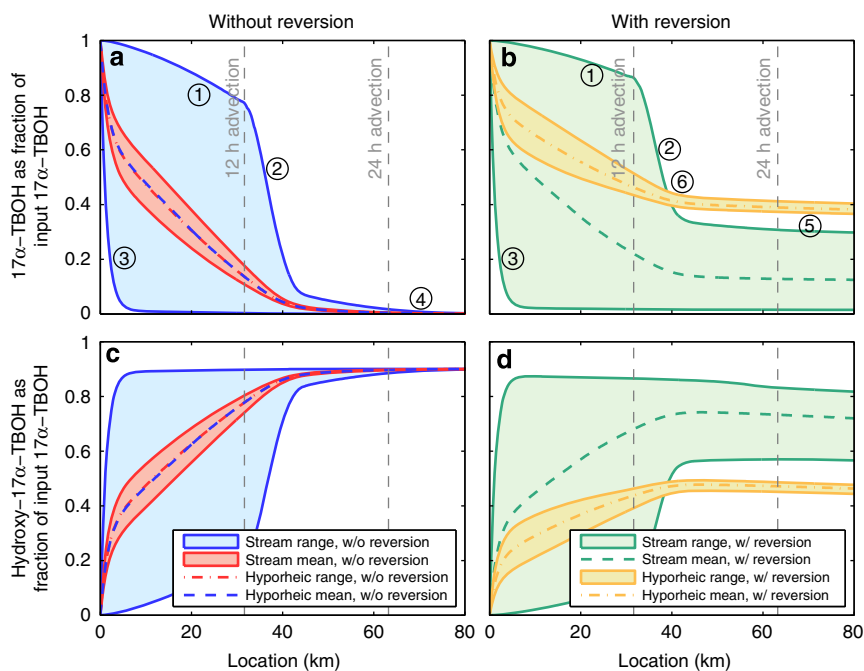 Without reversion
With reversion
17α–TBOH as fraction of
input 17α–TBOH
1
0.8
0.6
0.4
0.2
0
a
①
②
③
④
12 h advection
24 h advection
b
①
②
③
⑤
⑥
12 h advection
24 h advection
Hydroxy–17α–TBOH as
fraction of input 17α–TBOH
1
0.8
0.6
0.4
0.2
0
c
Stream range, w/o reversion
Stream mean, w/o reversion
Hyporheic range, w/o reversion
Hyporheic mean, w/o reversion
0 20 40 60 80
Location (km)
d
Stream range, w/ reversion
Stream mean, w/ reversion
Hyporheic range, w/ reversion
Hyporheic mean, w/ reversion
0 20 40 60 80
Location (km)